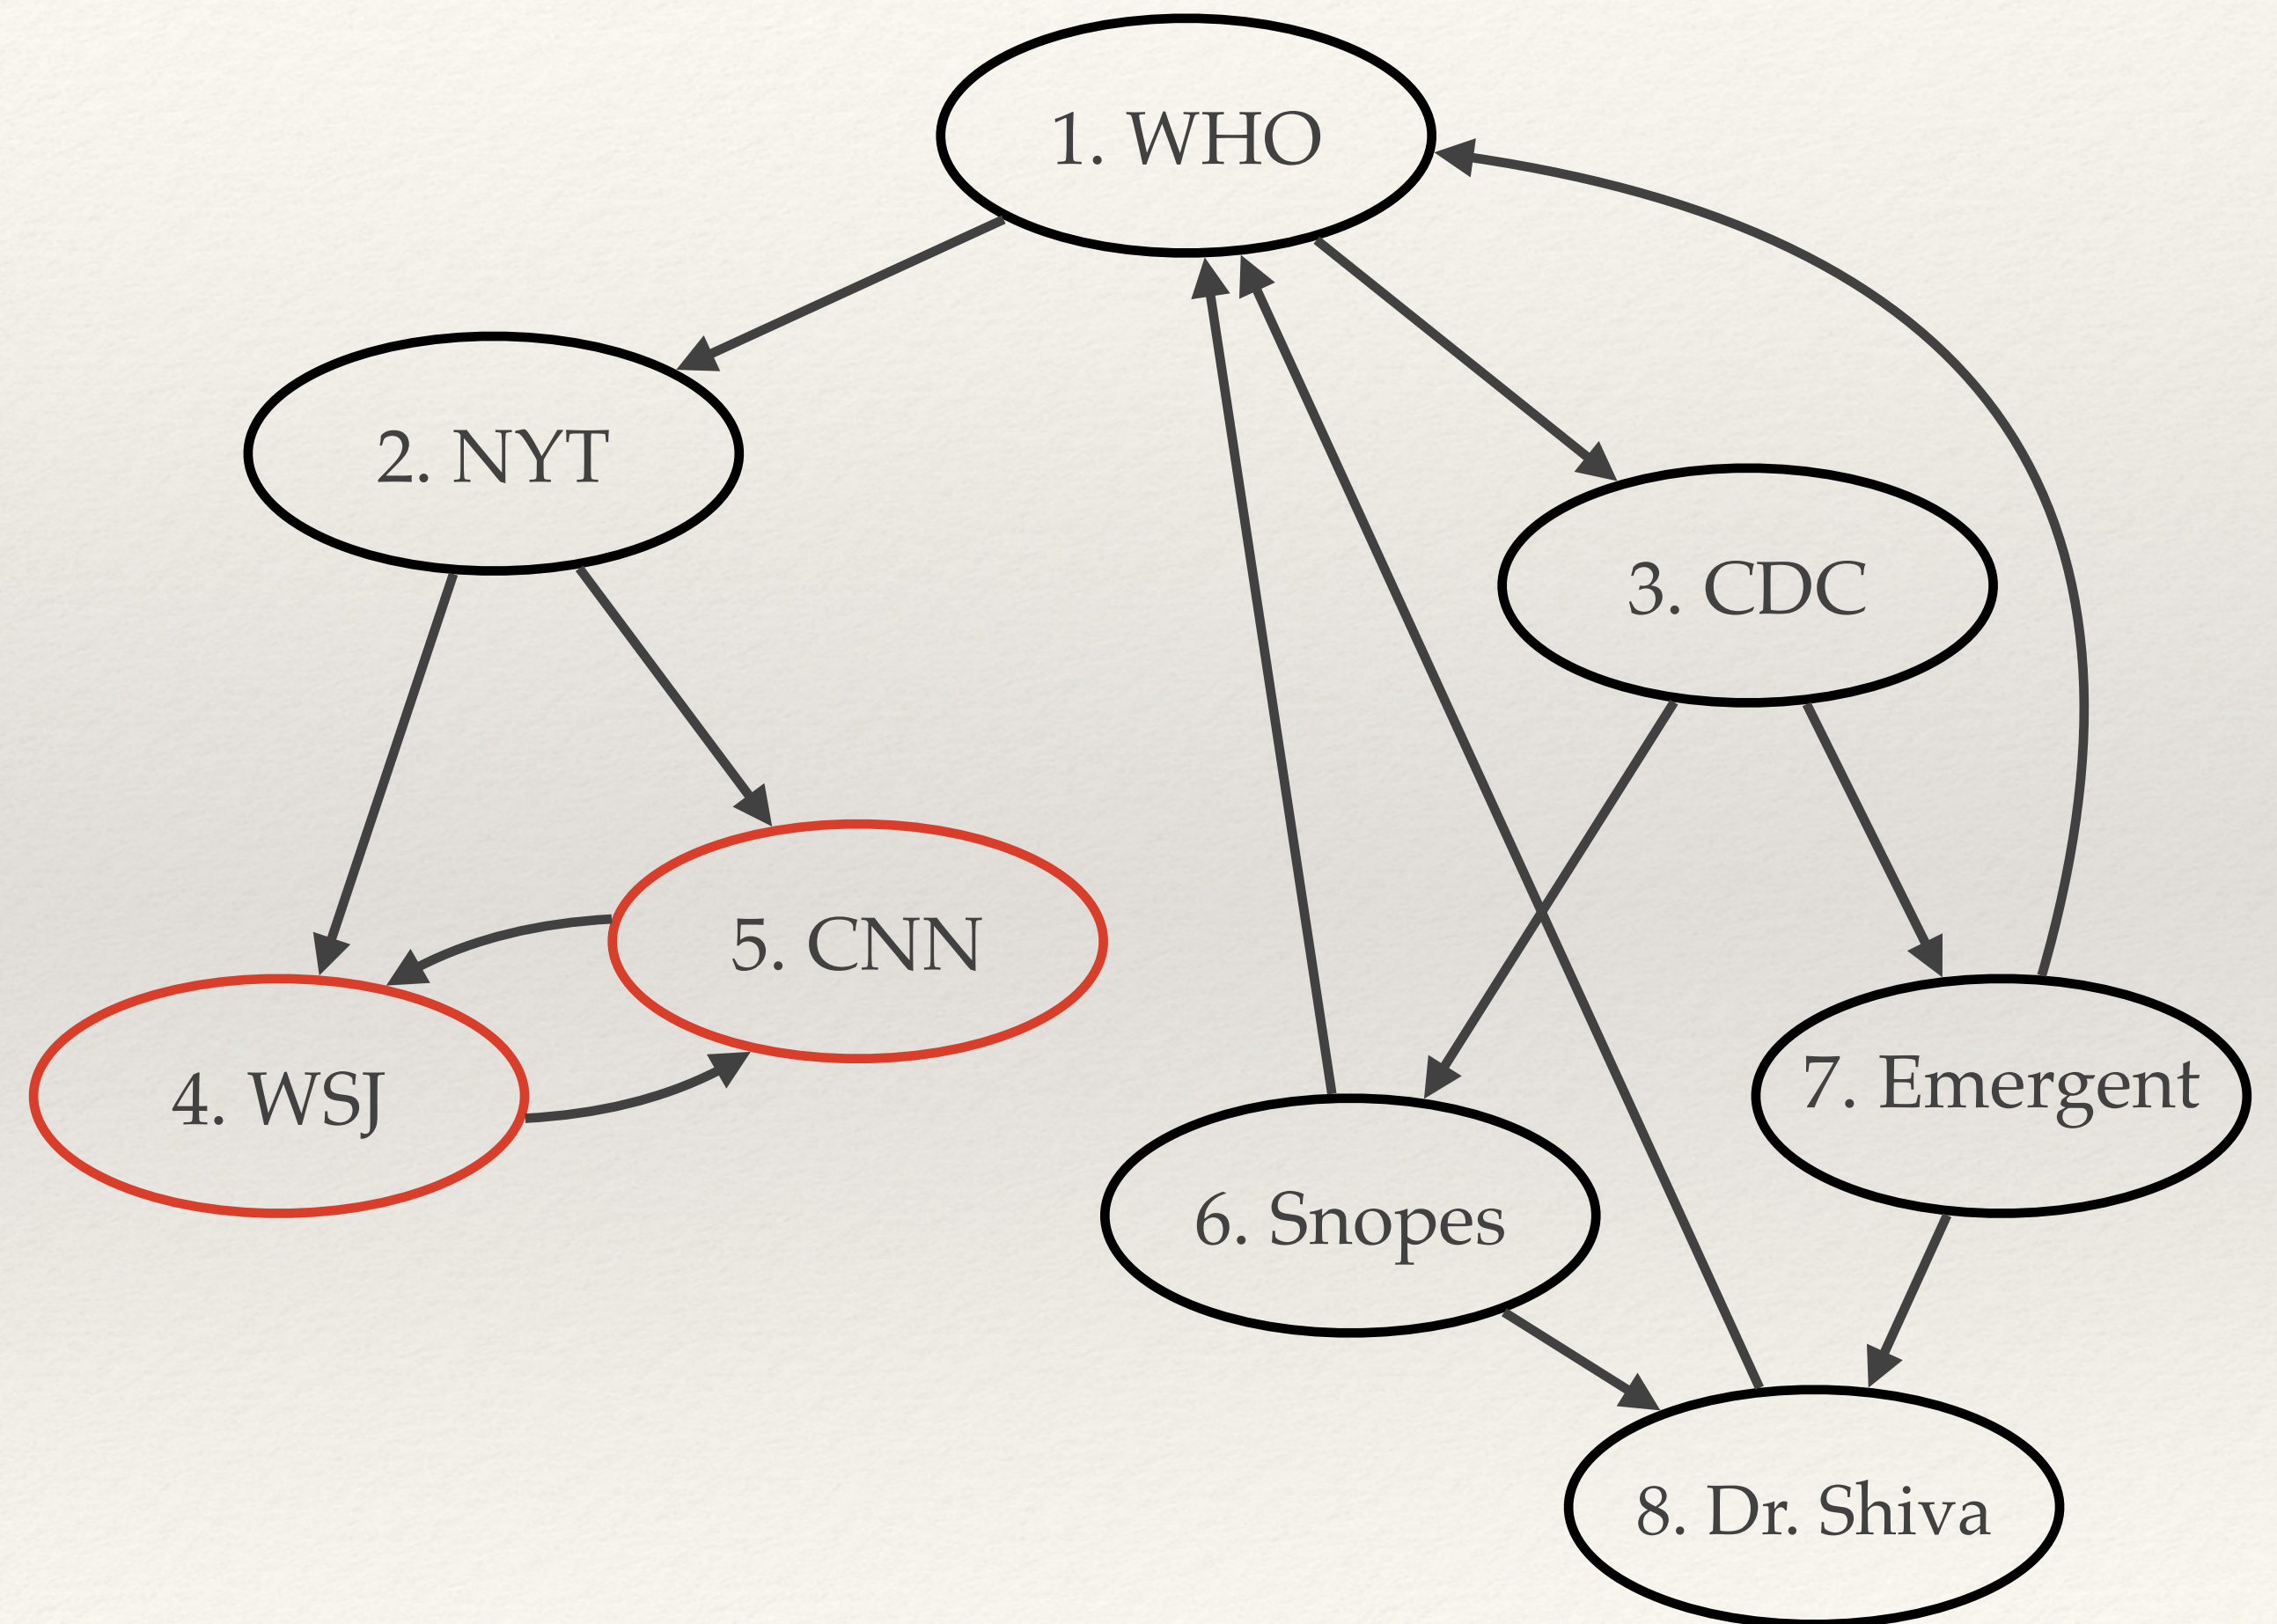 1. WHO
2. NYT
3. CDC
5. CNN
4. WSJ
7. Emergent
6. Snopes
8. Dr. Shiva